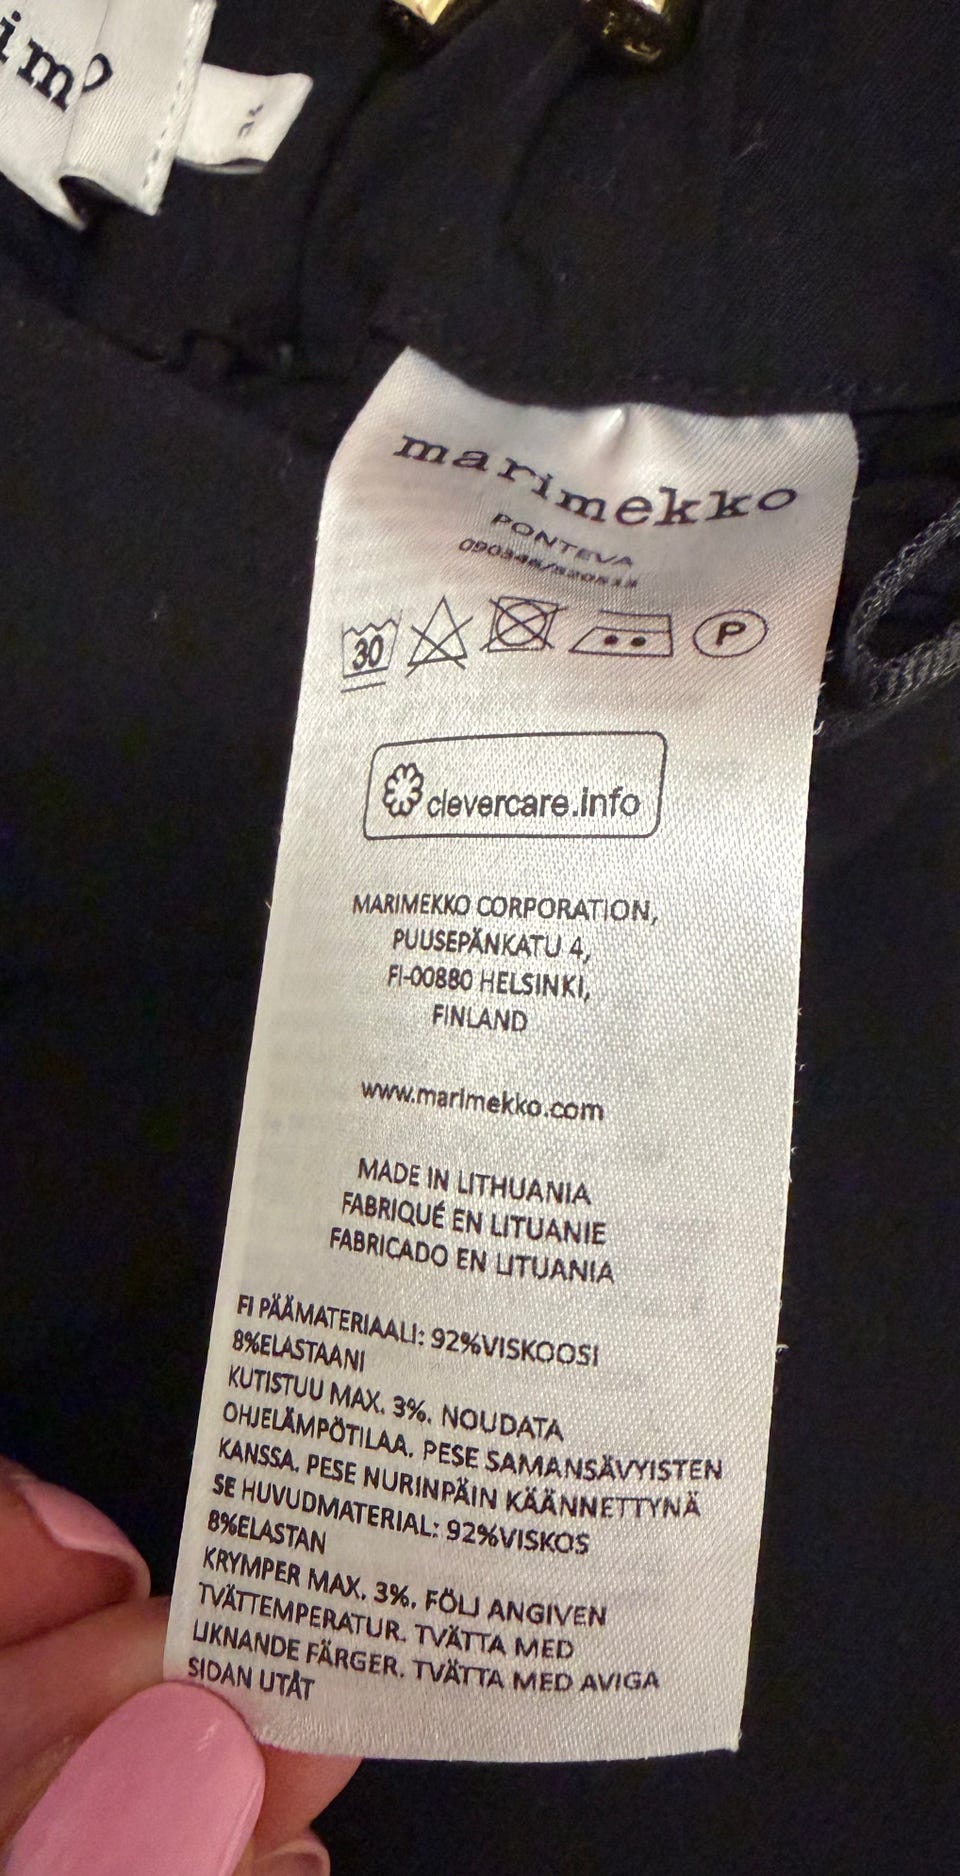 im
marimekko
PONTEVA
30
P
clevercare.info
MARIMEKKO CORPORATION,
PUUSEPÄNKATU 4,
FI-00880 HELSINKI,
FINLAND
www.marimekko.com
MADE IN LITHUANIA
FABRIQUÉ EN LITUANIE
FABRICADO EN LITUANIA
FI PÄÄMATERIAALI: 92%VISKOOSI
8%ELASTAANI
KUTISTUU MAX. 3%. NOUDATA
OHJELÄMPÖTILAA. PESE SAMANSÄVYISTEN
KANSSA. PESE NURINPÄIN KÄÄNNETTYNÄ
SE HUVUDMATERIAL: 92%VISKOS
8%ELASTAN
KRYMPER MAX. 3%. FÖLJ ANGIVEN
TVÄTTEMPERATUR. TVÄTTA MED
LIKNANDE FÄRGER. TVÄTTA MED AVIGA
SIDAN UTÅT